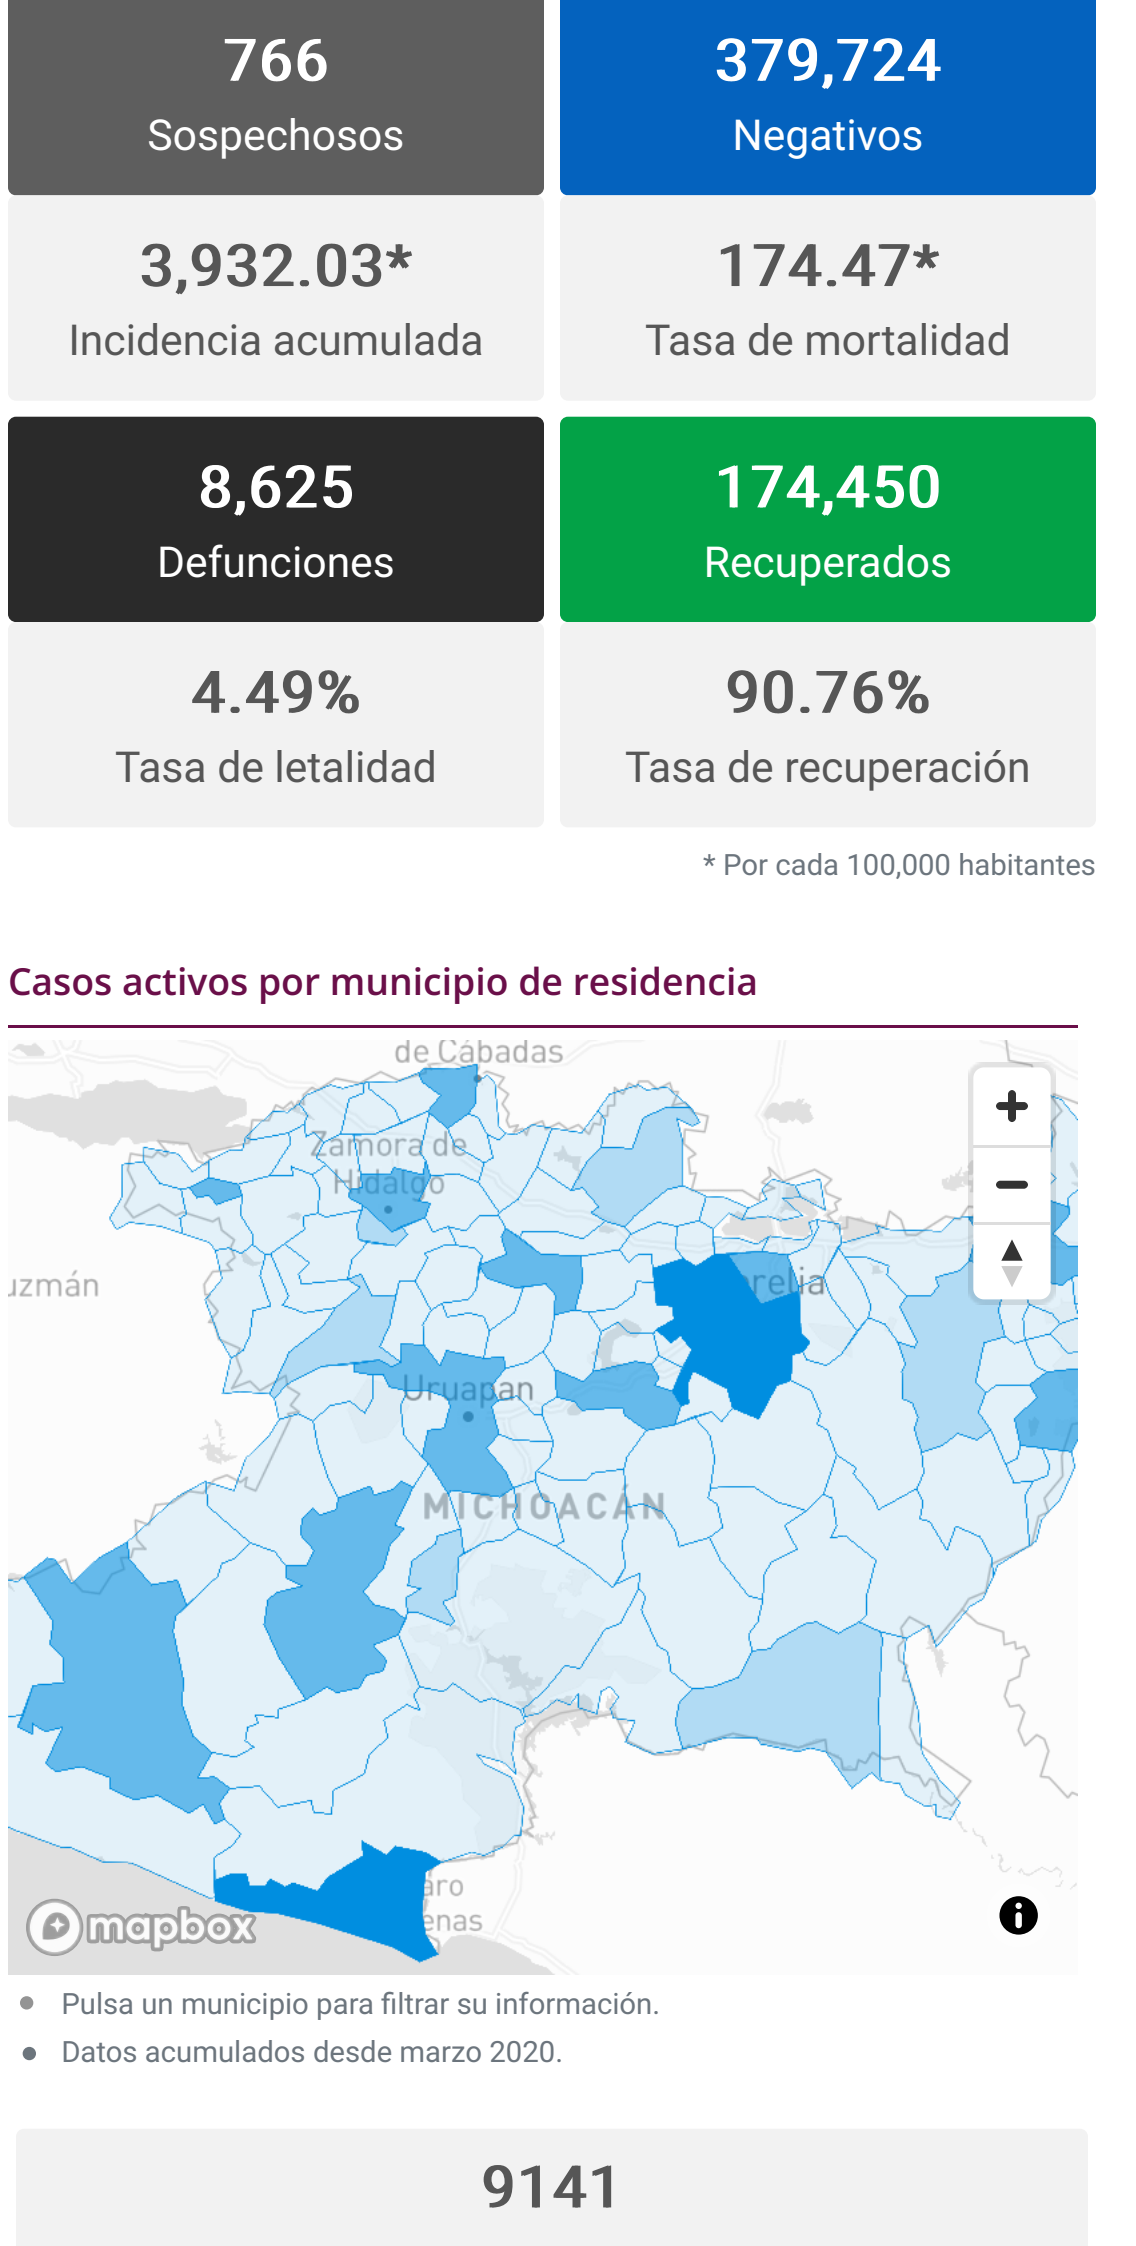 766
Sospechosos
379,724
Negativos
3,932.03*
Incidencia acumulada
174.47*
Tasa de mortalidad
8,625
Defunciones
174,450
Recuperados
4.49%
Tasa de letalidad
90.76%
Tasa de recuperación
* Por cada 100,000 habitantes
Casos activos por municipio de residencia
de Cábadas
Zamora de
Hidalgo
uzmán
relia
Uruapan
MICHOACÁN
aro
enas
mapbox
Pulsa un municipio para filtrar su información.
Datos acumulados desde marzo 2020.
9141